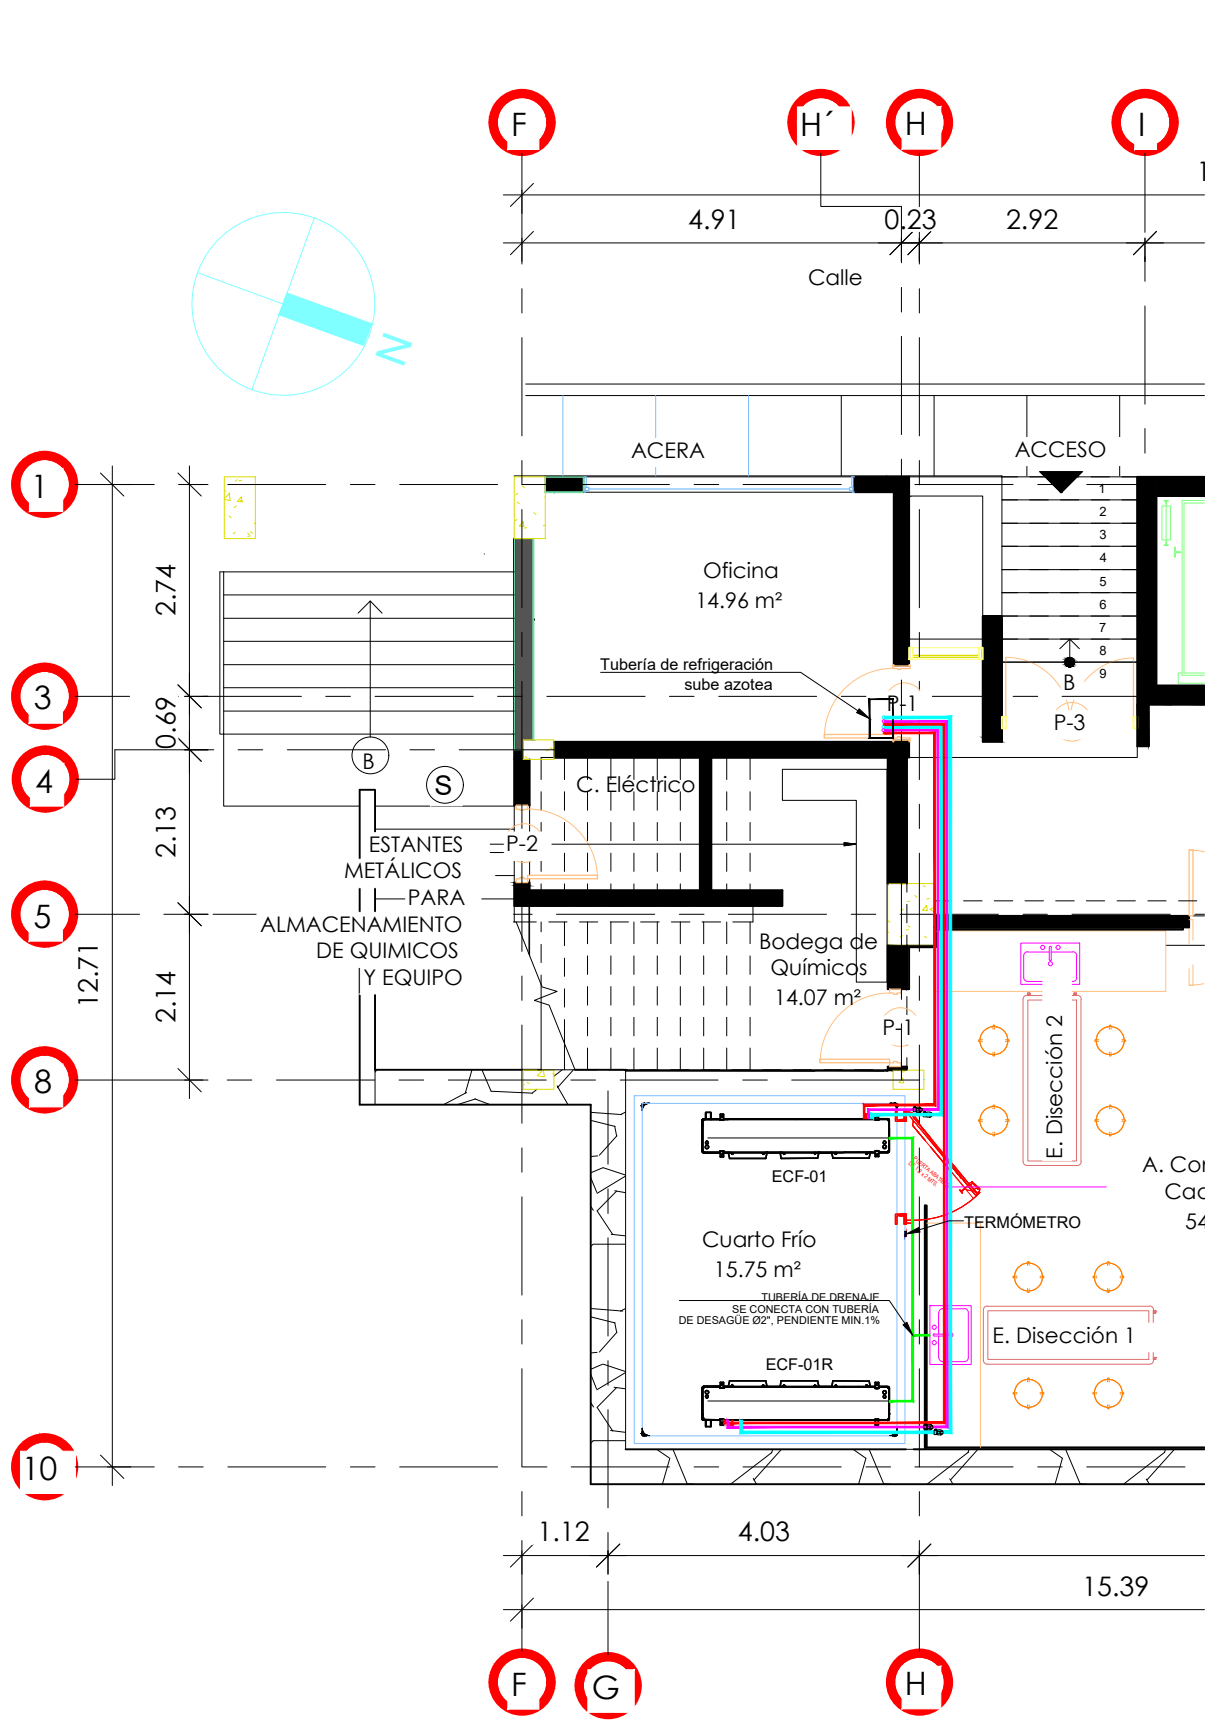 F
H´
H
I
1
4.91
0.23
2.92
Calle
N
ACERA
ACCESO
1
1
2
3
4
5
6
7
8
9
Oficina
14.96 m²
2.74
Tubería de refrigeración
sube azotea
B
3
P-1
P-3
0.69
4
B
S
C. Eléctrico
2.13
P-2
ESTANTES
METÁLICOS
PARA
ALMACENAMIENTO
DE QUIMICOS
Y EQUIPO
5
12.71
2.14
Bodega de
Químicos
14.07 m²
P-1
E. Disección 2
8
ECF-01
A. Cor
Cad
54
TERMÓMETRO
Cuarto Frío
15.75 m²
TUBERÍA DE DRENAJE
SE CONECTA CON TUBERÍA
DE DESAGÜE Ø2", PENDIENTE MIN.1%
E. Disección 1
ECF-01R
10
1.12
4.03
15.39
F
G
H